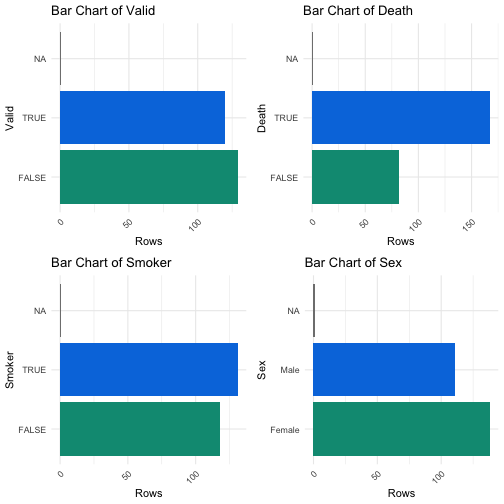 Bar Chart of Valid
NA
TRUE
FALSE
Valid
0
50
100
Rows
Bar Chart of Death
NA
TRUE
FALSE
Death
0
50
100
150
Rows
Bar Chart of Smoker
NA
TRUE
FALSE
Smoker
0
100
Rows
Bar Chart of Sex
NA
Male
Female
Sex
0
100
Rows